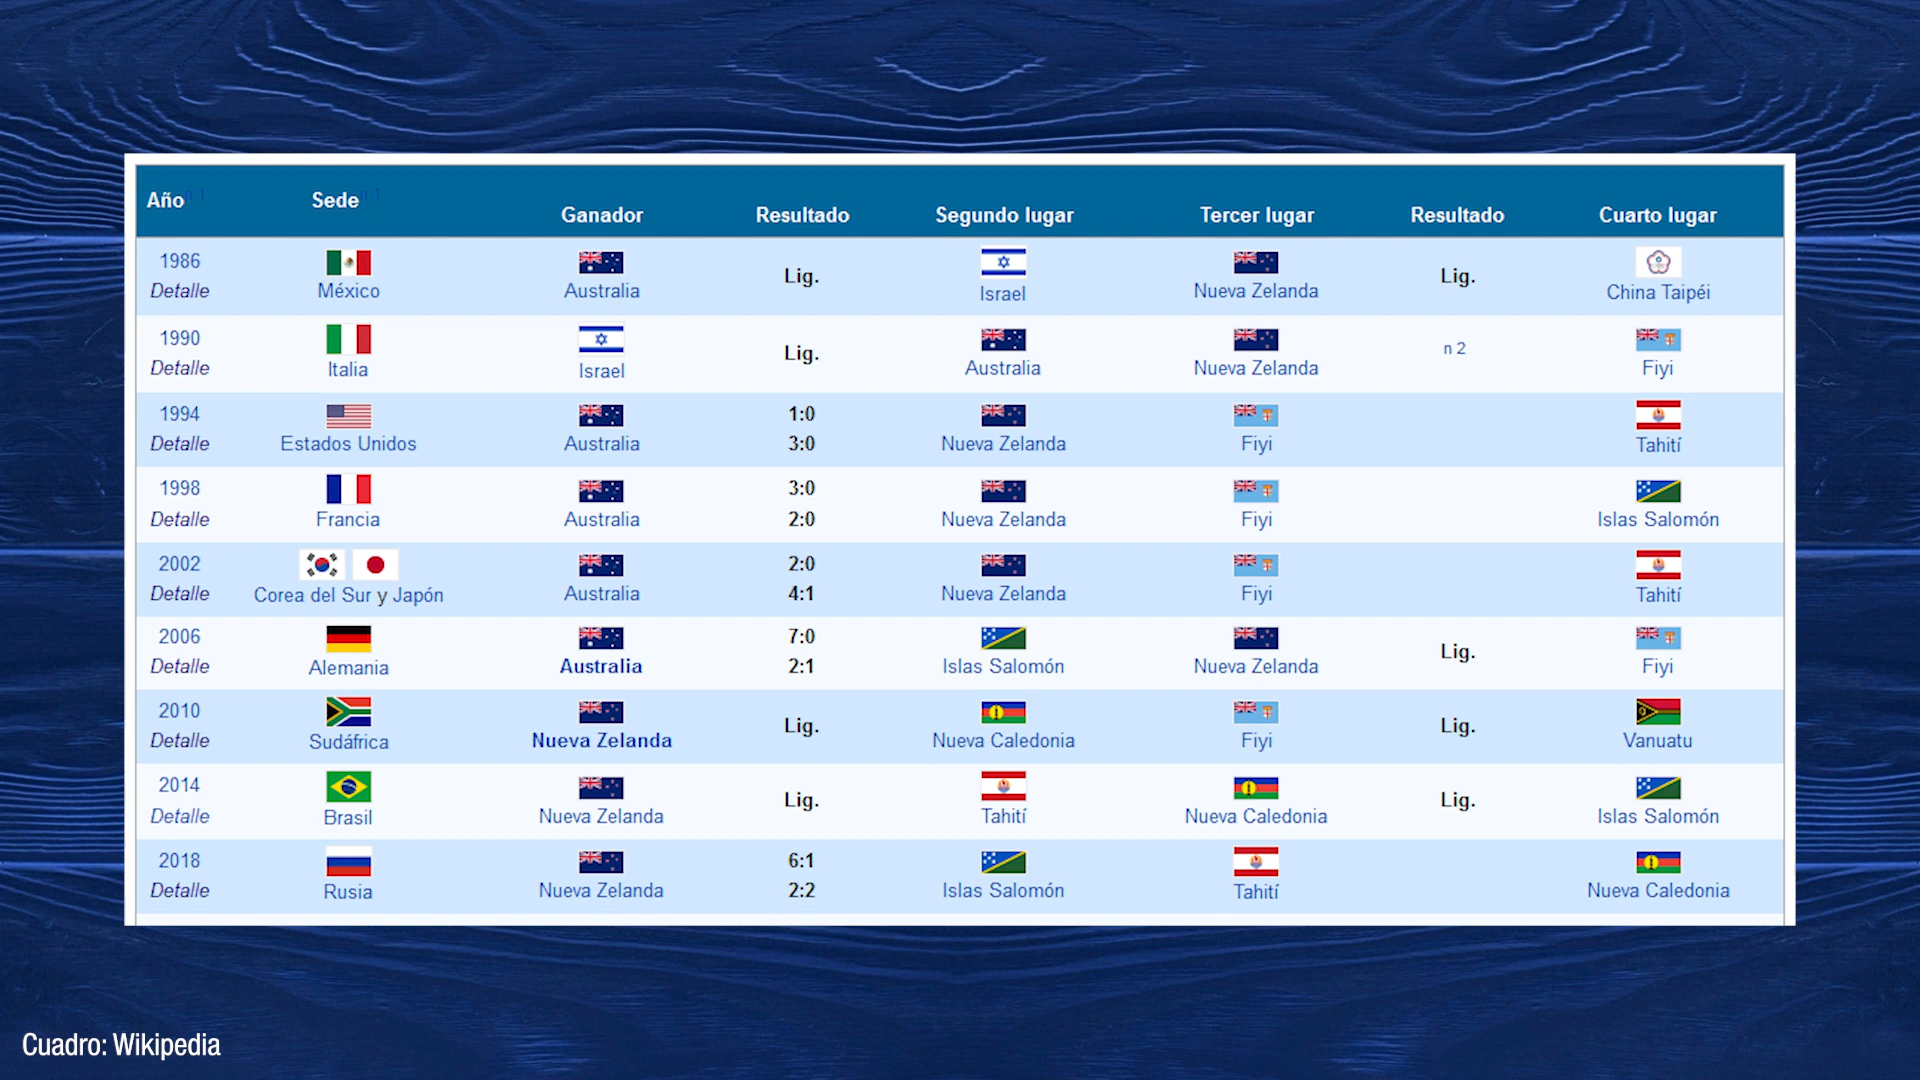 Año n 1 Sede n 1
Ganador Resultado Segundo lugar Tercer lugar Resultado Cuarto lugar
1986
Detalle México Australia Lig. Israel Nueva Zelanda Lig. China Taipéi
1990
Detalle Italia Israel Lig. Australia Nueva Zelanda n 2 Fiyi
1994 1:0
Detalle Estados Unidos Australia 3:0 Nueva Zelanda Fiyi Tahití
1998 3:0
Detalle Francia Australia 2:0 Nueva Zelanda Fiyi Islas Salomón
2002 2:0
Detalle Corea del Sur y Japón Australia 4:1 Nueva Zelanda Fiyi Tahití
2006 7:0
Detalle Alemania Australia 2:1 Islas Salomón Nueva Zelanda Lig. Fiyi
2010
Detalle Sudáfrica Nueva Zelanda Lig. Nueva Caledonia Fiyi Lig. Vanuatu
2014
Detalle Brasil Nueva Zelanda Lig. Tahití Nueva Caledonia Lig. Islas Salomón
2018 6:1
Detalle Rusia Nueva Zelanda 2:2 Islas Salomón Tahití Nueva Caledonia
Cuadro: Wikipedia